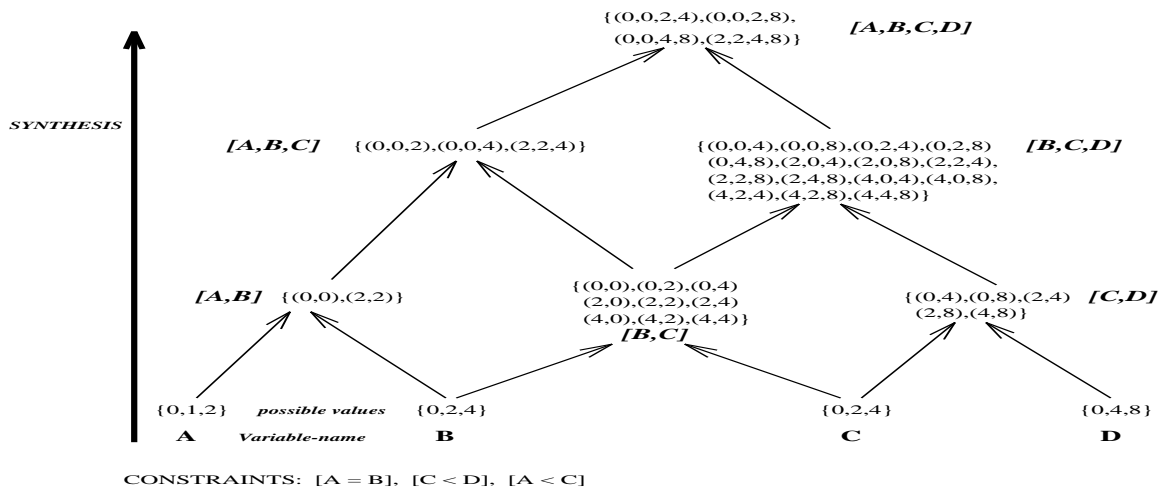 {(0,0,2,4),(0,0,2,8),
(0,0,4,8),(2,2,4,8)}
[A,B,C,D]
SYNTHESIS
[A,B,C]
{(0,0,2),(0,0,4),(2,2,4)}
{(0,0,4),(0,0,8),(0,2,4),(0,2,8)
(0,4,8),(2,0,4),(2,0,8),(2,2,4),
(2,2,8),(2,4,8),(4,0,4),(4,0,8),
(4,2,4),(4,2,8),(4,4,8)}
[B,C,D]
[A,B]
{(0,0),(2,2)}
{(0,0),(0,2),(0,4)
(2,0),(2,2),(2,4)
(4,0),(4,2),(4,4)}
[B,C]
{(0,4),(0,8),(2,4)
(2,8),(4,8)}
[C,D]
{0,1,2} possible values {0,2,4} {0,2,4} {0,4,8}
A Variable-name B C D
CONSTRAINTS: [A = B], [C < D], [A < C]